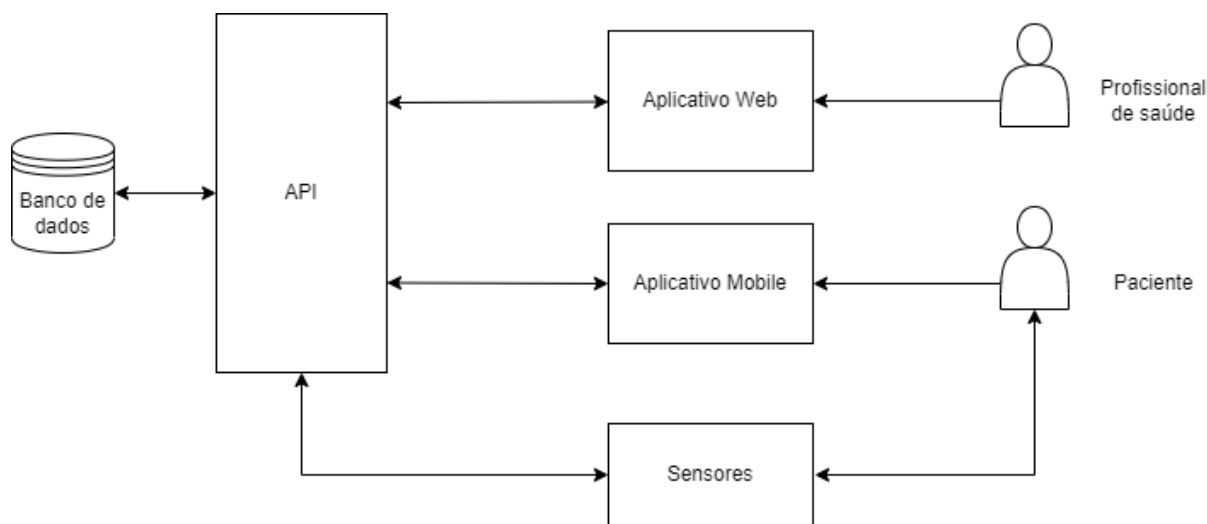 Banco de
dados
API
Aplicativo Web
Profissional
de saúde
Aplicativo Mobile
Paciente
Sensores